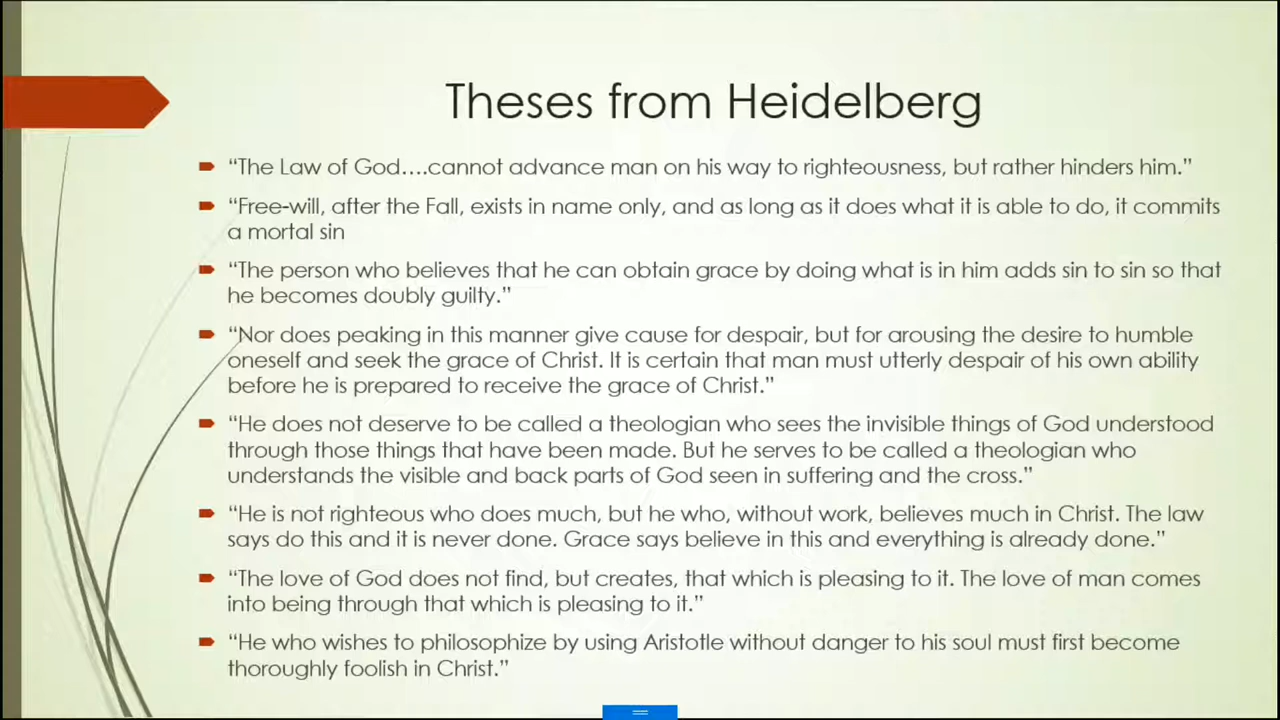 Theses from Heidelberg
“The Law of God….cannot advance man on his way to righteousness, but rather hinders him.”
“Free-will, after the Fall, exists in name only, and as long as it does what it is able to do, it commits
a mortal sin
“The person who believes that he can obtain grace by doing what is in him adds sin to sin so that
he becomes doubly guilty.”
“Nor does peaking in this manner give cause for despair, but for arousing the desire to humble
oneself and seek the grace of Christ. It is certain that man must utterly despair of his own ability
before he is prepared to receive the grace of Christ.”
“He does not deserve to be called a theologian who sees the invisible things of God understood
through those things that have been made. But he serves to be called a theologian who
understands the visible and back parts of God seen in suffering and the cross.”
“He is not righteous who does much, but he who, without work, believes much in Christ. The law
says do this and it is never done. Grace says believe in this and everything is already done.”
“The love of God does not find, but creates, that which is pleasing to it. The love of man comes
into being through that which is pleasing to it.”
“He who wishes to philosophize by using Aristotle without danger to his soul must first become
thoroughly foolish in Christ.”